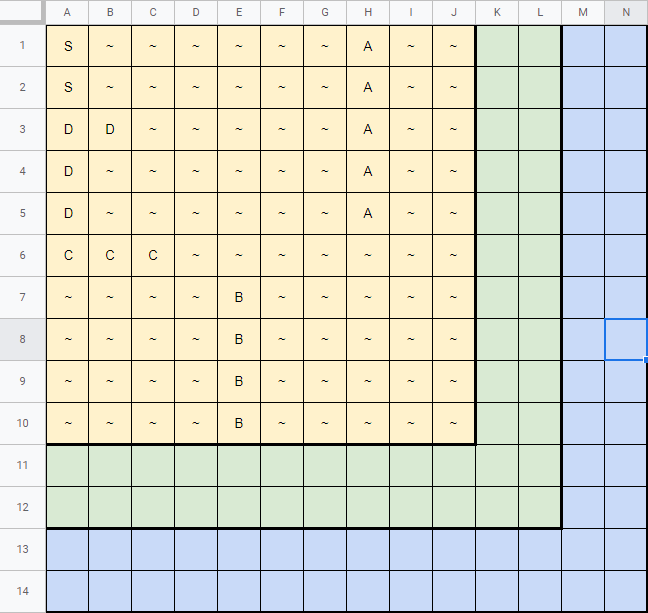 A B C D E F G H I J K L M N
1 S ~ ~ ~ ~ ~ ~ A ~ ~
2 S ~ ~ ~ ~ ~ ~ A ~ ~
3 D D ~ ~ ~ ~ ~ A ~ ~
4 D ~ ~ ~ ~ ~ ~ A ~ ~
5 D ~ ~ ~ ~ ~ ~ A ~ ~
6 C C C ~ ~ ~ ~ ~ ~ ~
7 ~ ~ ~ ~ B ~ ~ ~ ~ ~
8 ~ ~ ~ ~ B ~ ~ ~ ~ ~
9 ~ ~ ~ ~ B ~ ~ ~ ~ ~
10 ~ ~ ~ ~ B ~ ~ ~ ~ ~
11
12
13
14